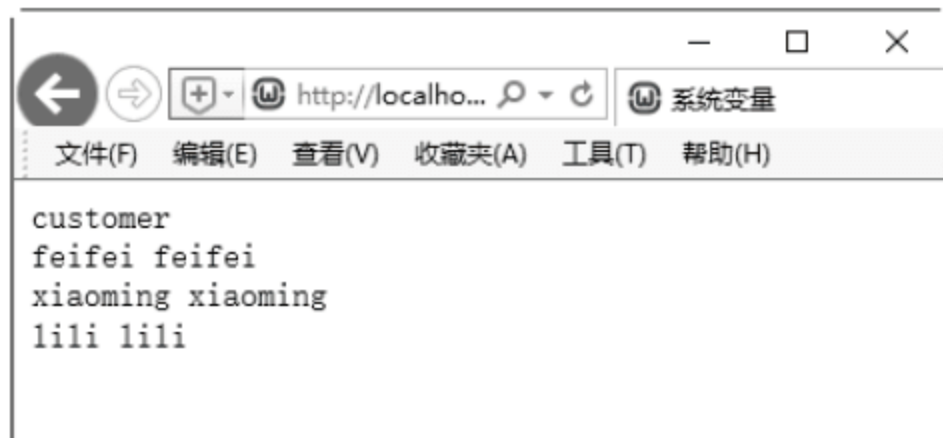 http://localho...
系统变量
文件(F) 编辑(E) 查看(V) 收藏夹(A) 工具(T) 帮助(H)
customer
feifei feifei
xiaoming xiaoming
lili lili